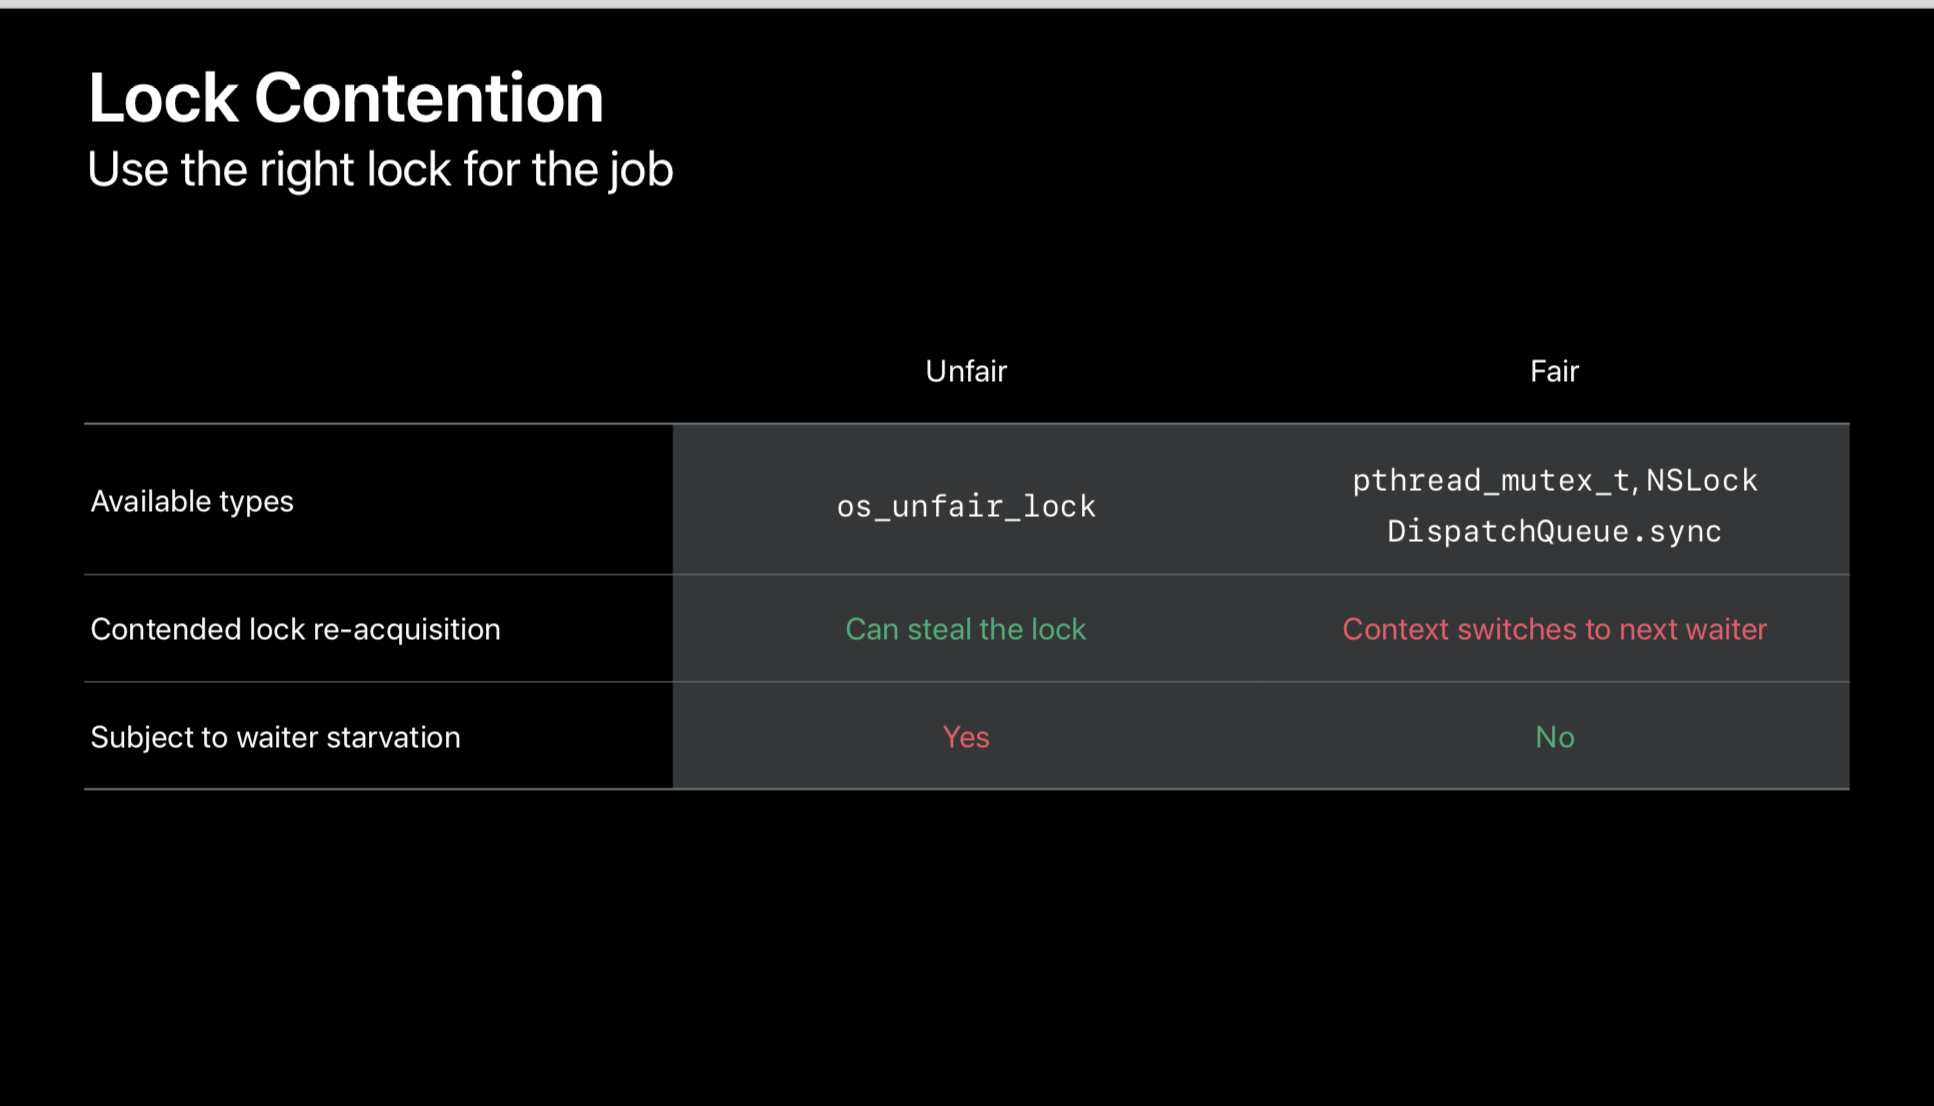 Lock Contention
Use the right lock for the job
Unfair Fair
Available types os_unfair_lock pthread_mutex_t, NSLock
DispatchQueue.sync
Contended lock re-acquisition Can steal the lock Context switches to next waiter
Subject to waiter starvation Yes No